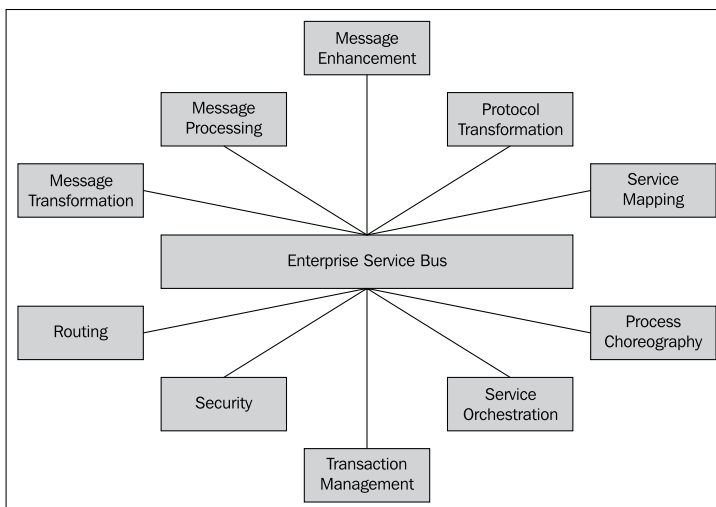 Message
Enhancement
Message
Processing
Protocol
Transformation
Message
Transformation
Service
Mapping
Enterprise Service Bus
Routing
Process
Choreography
Security
Service
Orchestration
Transaction
Management